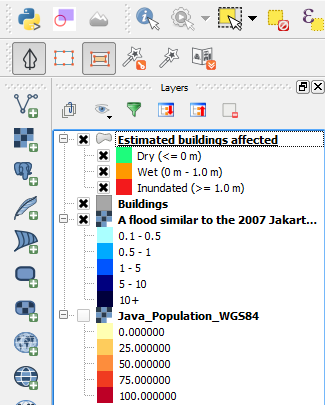 Layers
Estimated buildings affected
Dry (<= 0 m)
Wet (0 m - 1.0 m)
Inundated (>= 1.0 m)
Buildings
A flood similar to the 2007 Jakart...
0.1 - 0.5
0.5 - 1
1 - 5
5 - 10
10+
Java_Population_WGS84
0.000000
25.000000
50.000000
75.000000
100.000000